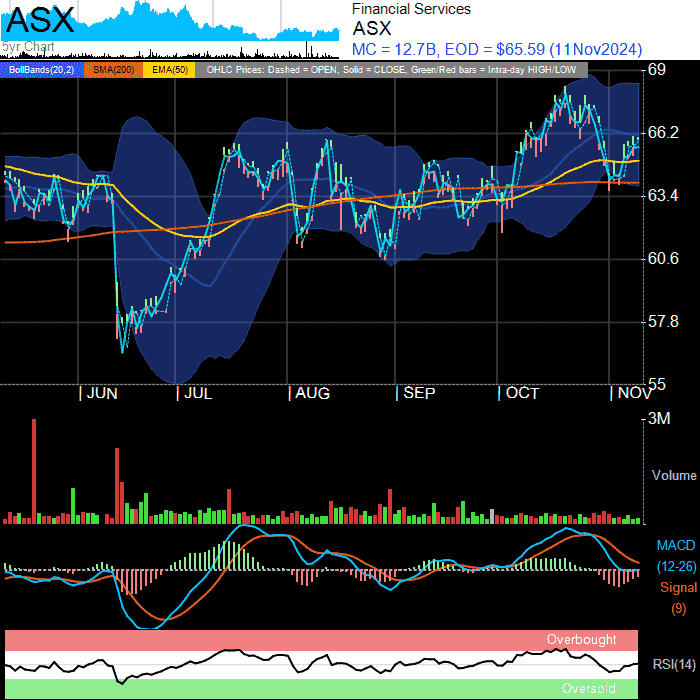 ASX
5yr Chart
Financial Services
ASX
MC = 12.7B, EOD = $65.59 (11Nov2024)
BollBands(20,2) SMA(200) EMA(50) OHLC Prices: Dashed = OPEN, Solid = CLOSE, Green/Red bars = Intra-day HIGH/LOW
69
66.2
63.4
60.6
57.8
55
| JUN | JUL | AUG | SEP | OCT | NOV
3M
Volume
MACD
(12-26)
Signal
(9)
Overbought
RSI(14)
Oversold